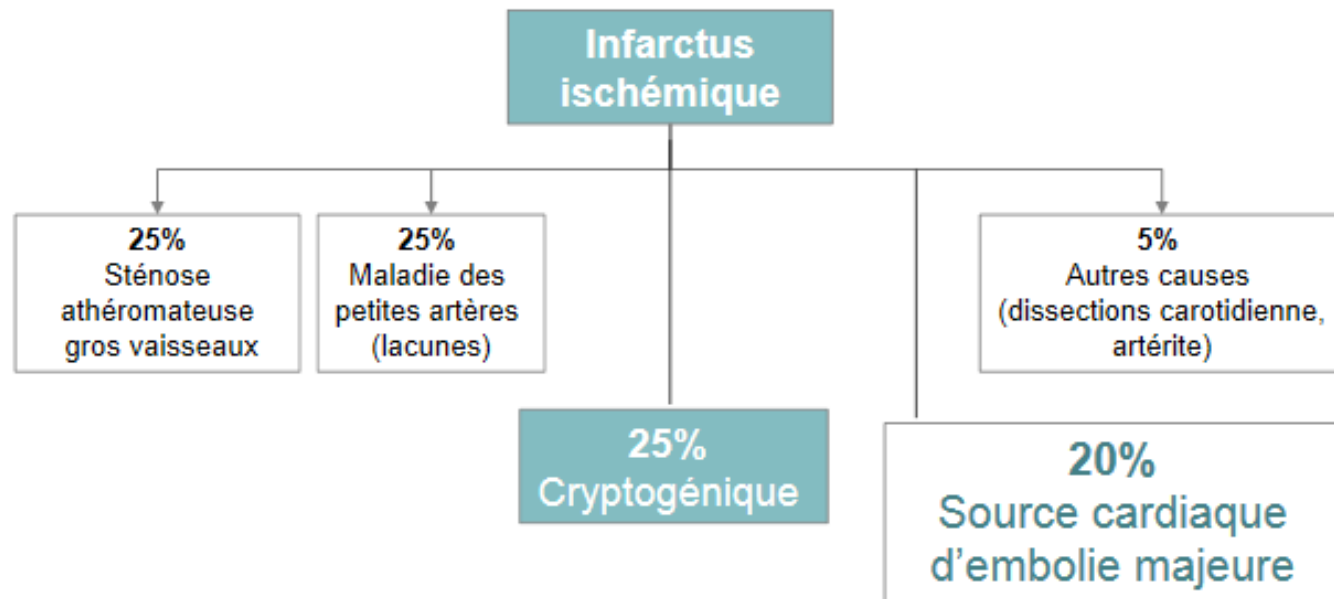 Infarctus
ischémique
25%
Sténose
athéromateuse
gros vaisseaux
25%
Maladie des
petites artères
(lacunes)
5%
Autres causes
(dissections carotidienne,
artérite)
25%
Cryptogénique
20%
Source cardiaque
d'embolie majeure